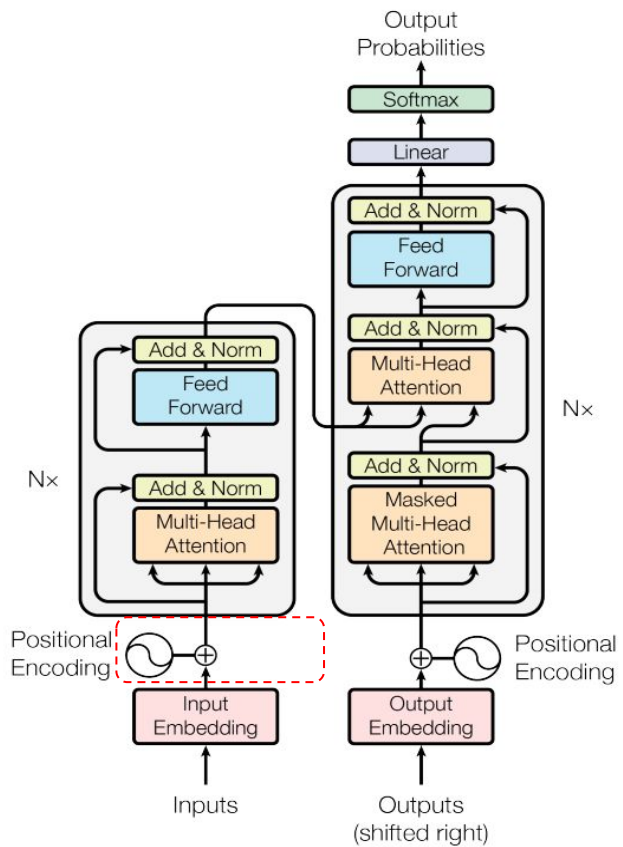 Output
Probabilities
Softmax
Linear
Add & Norm
Feed
Forward
Add & Norm
Multi-Head
Attention
Nx
Add & Norm
Masked
Multi-Head
Attention
Add & Norm
Feed
Forward
Nx
Add & Norm
Multi-Head
Attention
Positional
Encoding
Positional
Encoding
Input
Embedding
Output
Embedding
Inputs
Outputs
(shifted right)